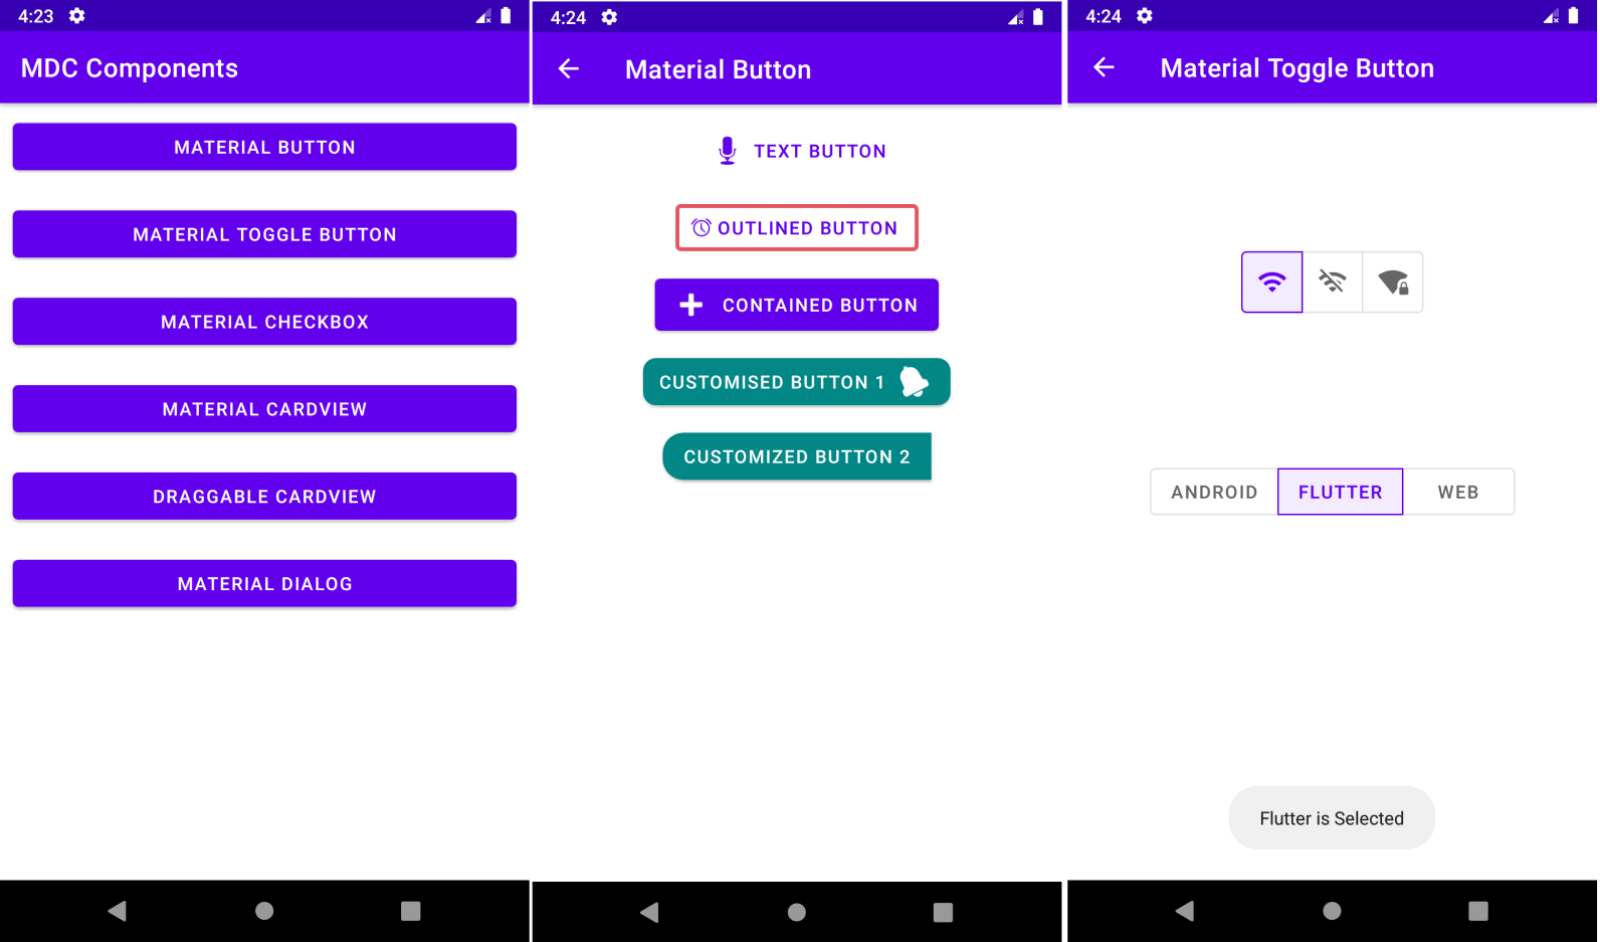 4:23
MDC Components
MATERIAL BUTTON
MATERIAL TOGGLE BUTTON
MATERIAL CHECKBOX
MATERIAL CARDVIEW
DRAGGABLE CARDVIEW
MATERIAL DIALOG
4:24
Material Button
TEXT BUTTON
OUTLINED BUTTON
CONTAINED BUTTON
CUSTOMISED BUTTON 1
CUSTOMIZED BUTTON 2
4:24
Material Toggle Button
ANDROID FLUTTER WEB
Flutter is Selected